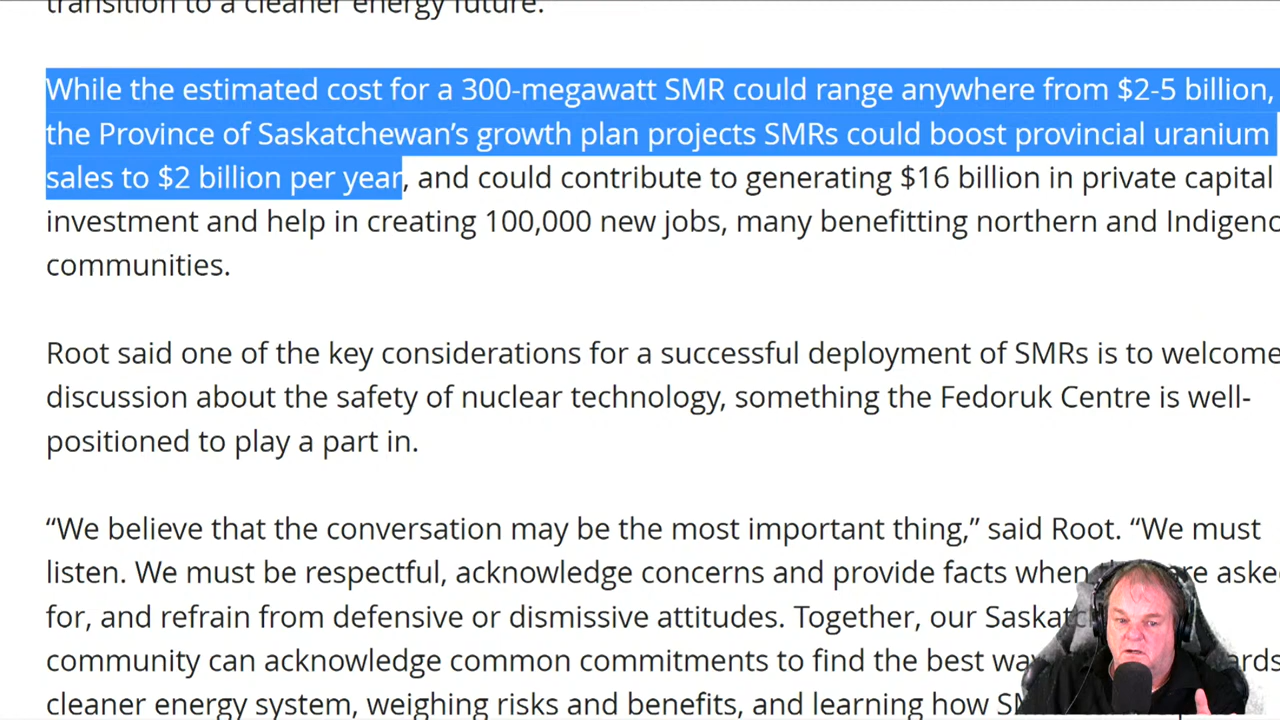 transition to a cleaner energy future.
While the estimated cost for a 300-megawatt SMR could range anywhere from $2-5 billion,
the Province of Saskatchewan’s growth plan projects SMRs could boost provincial uranium
sales to $2 billion per year, and could contribute to generating $16 billion in private capital
investment and help in creating 100,000 new jobs, many benefitting northern and Indigeno
communities.
Root said one of the key considerations for a successful deployment of SMRs is to welcome
discussion about the safety of nuclear technology, something the Fedoruk Centre is well-
positioned to play a part in.
“We believe that the conversation may be the most important thing,” said Root. “We must
listen. We must be respectful, acknowledge concerns and provide facts when aske
for, and refrain from defensive or dismissive attitudes. Together, our Saskatc
community can acknowledge common commitments to find the best wa
cleaner energy system, weighing risks and benefits, and learning how SM